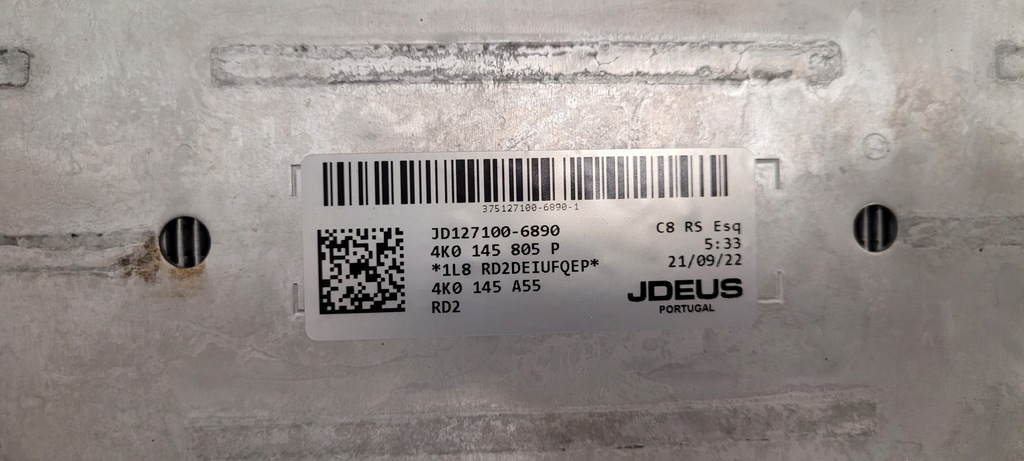 375127100-6890-1
JD127100-6890
4K0 145 805 P
*1L8 RD2DEIUFQEP*
4K0 145 A55
RD2
C8 RS Esq
5:33
21/09/22
JDEUS
PORTUGAL